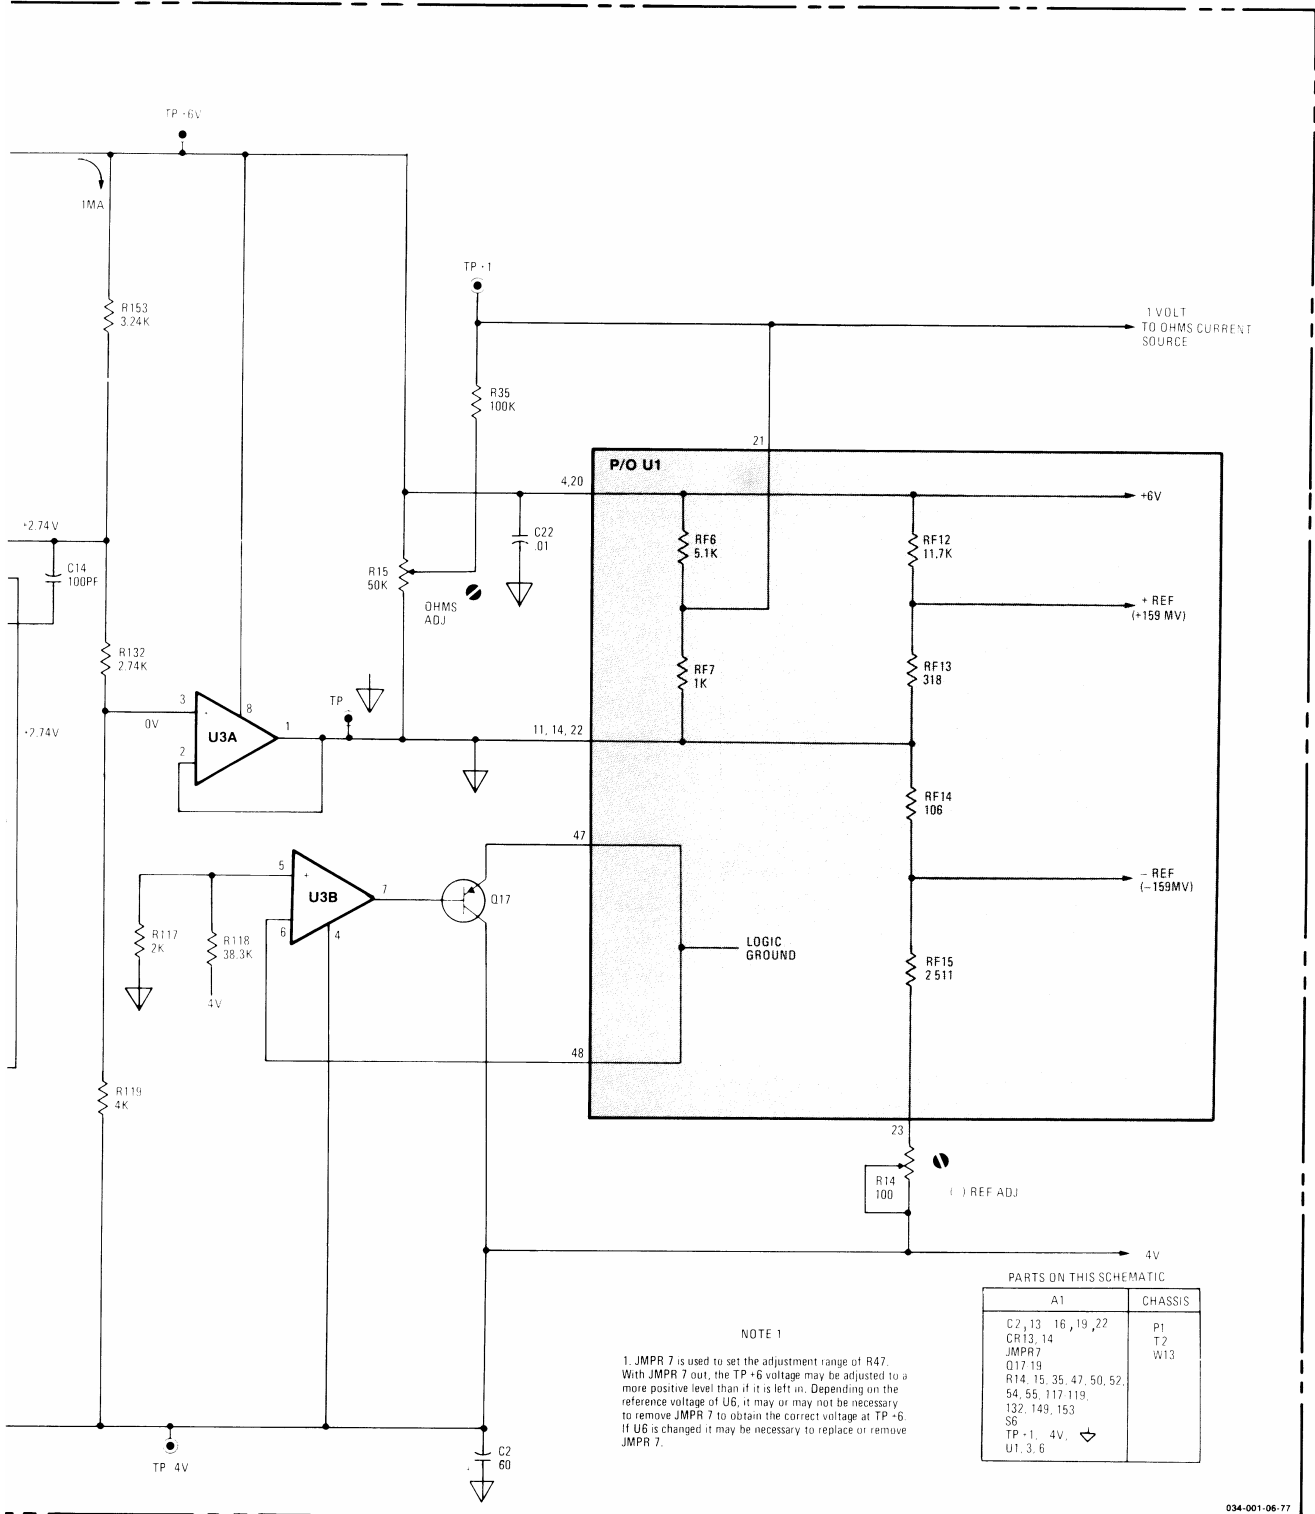 TP +6V
1MA
TP +1
R153
3.24K
1 VOLT
TO OHMS CURRENT
SOURCE
R35
100K
21
P/O U1
4,20
+6V
+2.74V
C22
.01
RF6
5.1K
RF12
11.7K
C14
100PF
R15
50K
OHMS
ADJ
+ REF
(+159 MV)
R132
2.74K
RF7
1K
RF13
318
3
8
TP
0V
1
11, 14, 22
+2.74V
U3A
2
RF14
106
47
5
+
7
Q17
- REF
(-159MV)
U3B
6
4
R117
2K
R118
38.3K
4V
LOGIC
GROUND
RF15
2 511
48
R119
4K
23
R14
100
( ) REF ADJ
4V
PARTS ON THIS SCHEMATIC
A1
CHASSIS
C2,13 16,19,22
CR13, 14
JMPR7
Q17 19
R14, 15, 35, 47, 50, 52,
54, 55, 117-119,
132, 149, 153
S6
TP +1, 4V,
U1, 3, 6
P1
T2
W13
NOTE 1
1. JMPR 7 is used to set the adjustment range of R47.
With JMPR 7 out, the TP +6 voltage may be adjusted to a
more positive level than if it is left in. Depending on the
reference voltage of U6, it may or may not be necessary
to remove JMPR 7 to obtain the correct voltage at TP +6.
If U6 is changed it may be necessary to replace or remove
JMPR 7.
TP 4V
C2
60
034-001-06-77